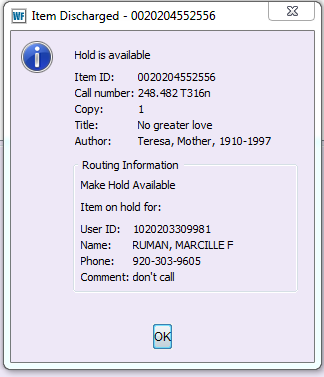 WF Item Discharged - 0020204552556
Hold is available
Item ID: 0020204552556
Call number: 248.482 T316n
Copy: 1
Title: No greater love
Author: Teresa, Mother, 1910-1997
Routing Information
Make Hold Available
Item on hold for:
User ID: 1020203309981
Name: RUMAN, MARCILLE F
Phone: 920-303-9605
Comment: don't call
OK